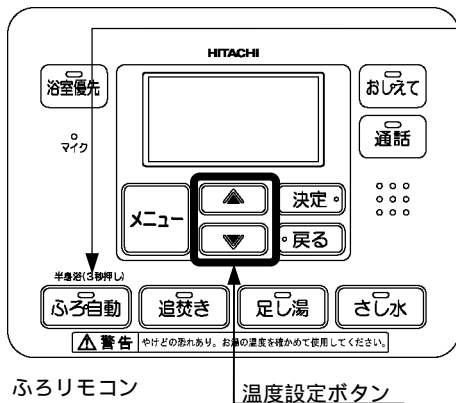 HITACHI
浴室優先
おしえて
マイク
通話
メニュー
決定
戻る
半身浴(3秒押し)
ふろ自動
追焚き
足し湯
さし水
警告 やけどの恐れあり。お湯の温度を確かめて使用してください。
ふろリモコン
温度設定ボタン